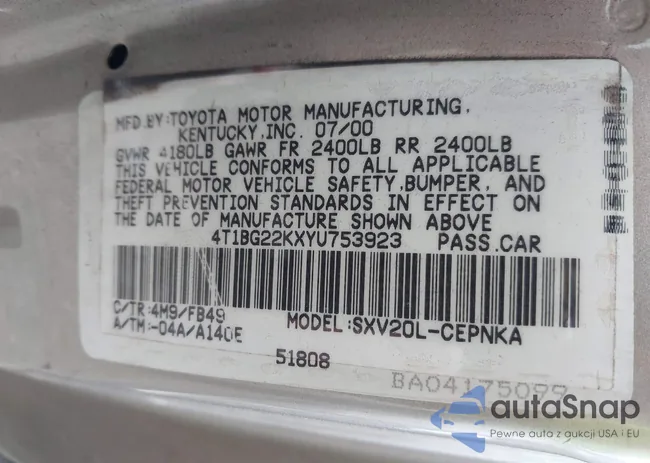 MFD.BY:TOYOTA MOTOR MANUFACTURING,
KENTUCKY,INC. 07/00
GVWR 4180LB GAWR FR 2400LB RR 2400LB
THIS VEHICLE CONFORMS TO ALL APPLICABLE
FEDERAL MOTOR VEHICLE SAFETY,BUMPER, AND
THEFT PREVENTION STANDARDS IN EFFECT ON
THE DATE OF MANUFACTURE SHOWN ABOVE
4T1BG22KXYU753923 PASS.CAR
C/TR:4M9/FB49
A/TM:-04A/A140E
MODEL:SXV20L-CEPNKA
51808
BA04175099
autoSnap
Pewne auta z aukcji USA i EU